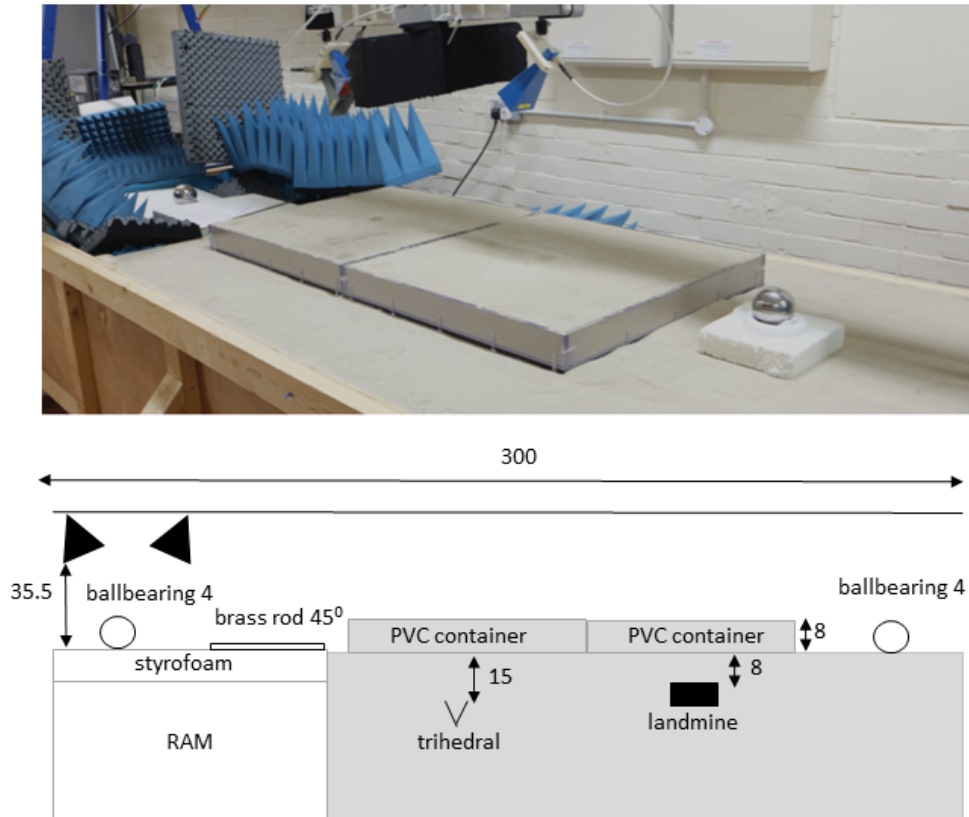 300
35.5
ballbearing 4
ballbearing 4
brass rod 45⁰
PVC container
PVC container
8
styrofoam
15
8
RAM
trihedral
landmine